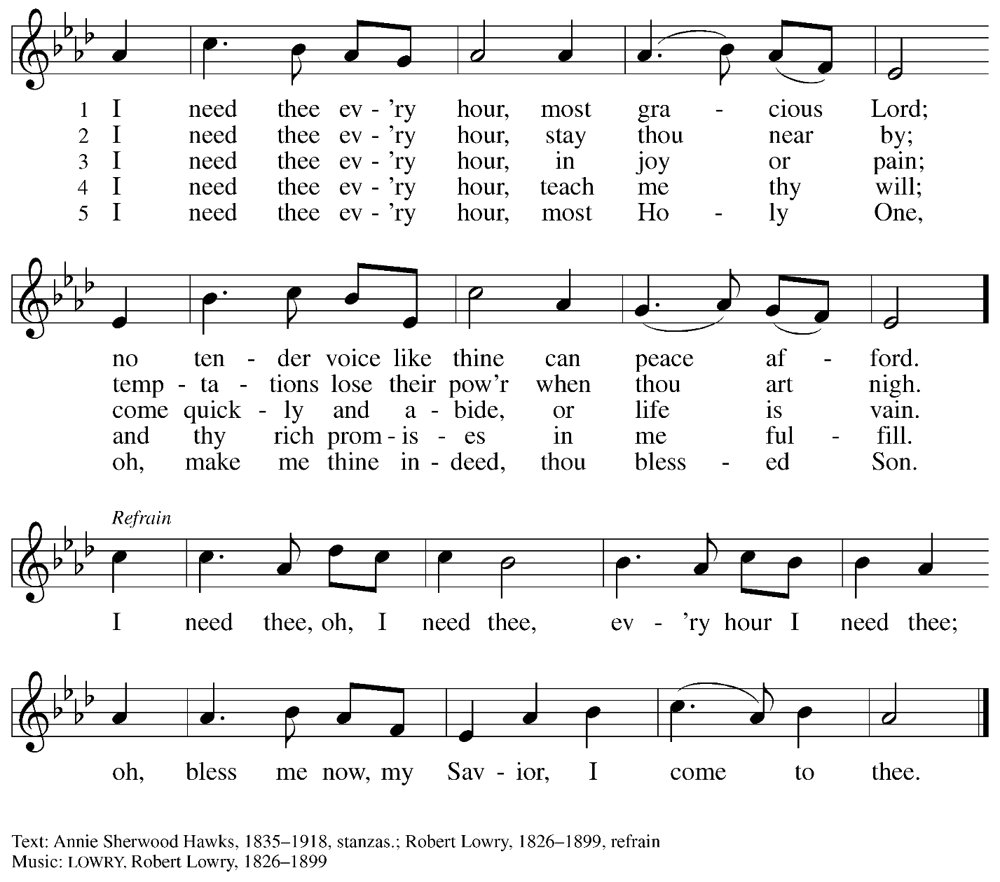 1 I need thee ev - 'ry hour, most gra - cious Lord;
2 I need thee ev - 'ry hour, stay thou near by;
3 I need thee ev - 'ry hour, in joy or pain;
4 I need thee ev - 'ry hour, teach me thy will;
5 I need thee ev - 'ry hour, most Ho - ly One,
no ten - der voice like thine can peace af - ford.
temp - ta - tions lose their pow'r when thou art nigh.
come quick - ly and a - bide, or life is vain.
and thy rich prom - is - es in me ful - fill.
oh, make me thine in - deed, thou bless - ed Son.
Refrain
I need thee, oh, I need thee, ev - 'ry hour I need thee;
oh, bless me now, my Sav - ior, I come to thee.
Text: Annie Sherwood Hawks, 1835–1918, stanzas.; Robert Lowry, 1826–1899, refrain
Music: LOWRY, Robert Lowry, 1826–1899